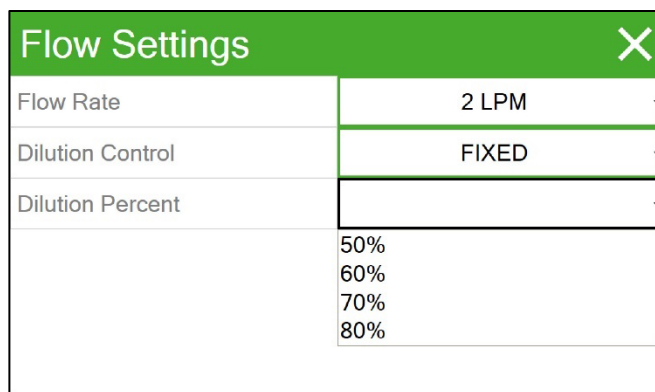 Flow Settings
Flow Rate 2 LPM
Dilution Control FIXED
Dilution Percent
50%
60%
70%
80%